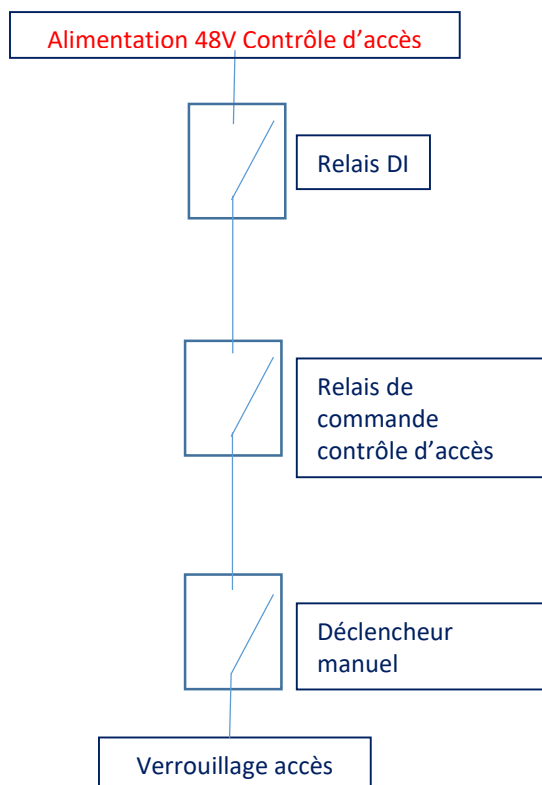 Alimentation 48V Contrôle d’accès
Relais DI
Relais de
commande
contrôle d’accès
Déclencheur
manuel
Verrouillage accès